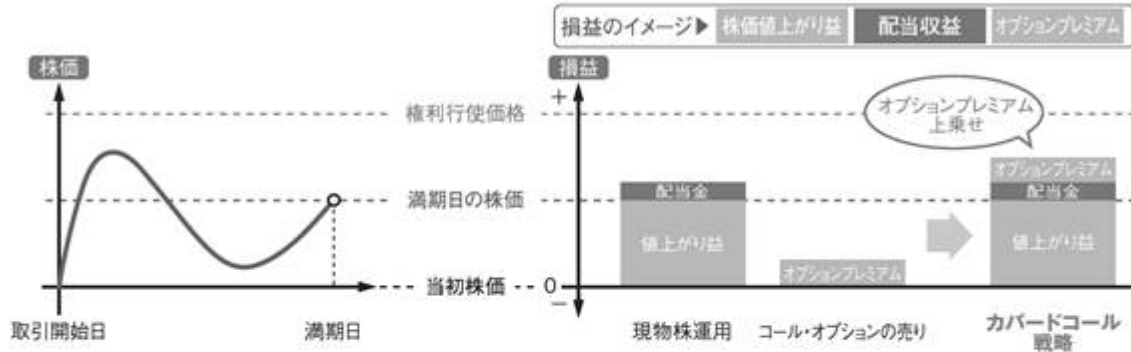 損益のイメージ▶ 株価値上がり益 配当収益 オプションプレミアム
株価
損益
+
権利行使価格
オプションプレミアム
上乗せ
オプションプレミアム
配当金
配当金
満期日の株価
値上がり益
値上がり益
オプションプレミアム
当初株価
0
−
取引開始日
満期日
現物株運用
コール・オプションの売り
カバードコール
戦略